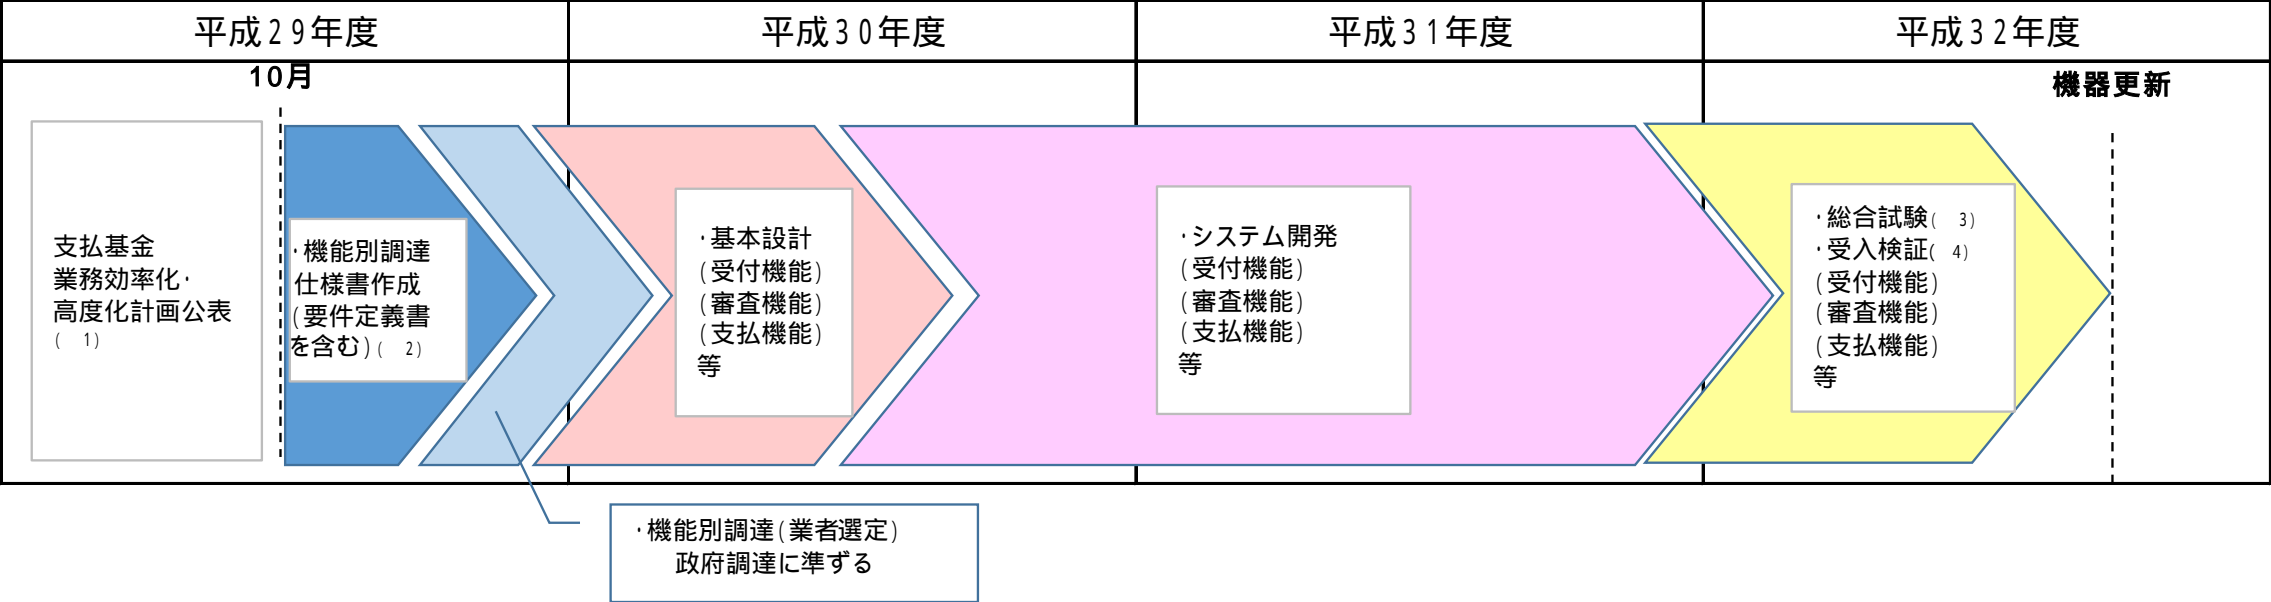 平成29年度
平成30年度
平成31年度
平成32年度
10月
機器更新
支払基金
業務効率化・
高度化計画公表
( 1)
・機能別調達
仕様書作成
(要件定義書
を含む)( 2)
・基本設計
(受付機能)
(審査機能)
(支払機能)
等
・システム開発
(受付機能)
(審査機能)
(支払機能)
等
・総合試験( 3)
・受入検証( 4)
(受付機能)
(審査機能)
(支払機能)
等
・機能別調達(業者選定)
政府調達に準ずる